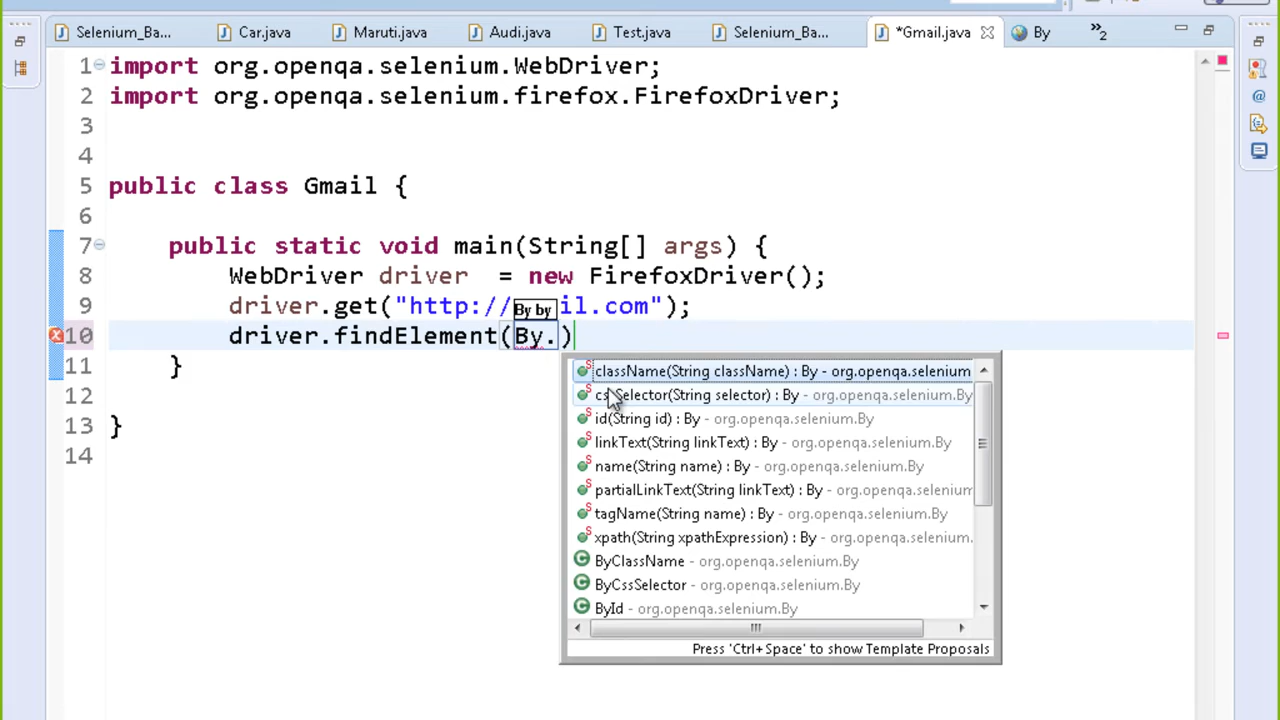 Selenium_Ba... Car.java Maruti.java Audi.java Test.java Selenium_Ba... *Gmail.java By »2
1 import org.openqa.selenium.WebDriver;
2 import org.openqa.selenium.firefox.FirefoxDriver;
3
4
5 public class Gmail {
6
7 public static void main(String[] args) {
8 WebDriver driver  = new FirefoxDriver();
9 driver.get("http:// il.com");
By by
10 driver.findElement(By.)
11 }
12
13 }
14
className(String className) : By - org.openqa.selenium
Selector(String selector) : By - org.openqa.selenium.By
id(String id) : By - org.openqa.selenium.By
linkText(String linkText) : By - org.openqa.selenium.By
name(String name) : By - org.openqa.selenium.By
partialLinkText(String linkText) : By - org.openqa.selenium
tagName(String name) : By - org.openqa.selenium.By
xpath(String xpathExpression) : By - org.openqa.selenium.
ByClassName - org.openqa.selenium.By
ByCssSelector - org.openqa.selenium.By
ById - org.openqa.selenium.By
Press 'Ctrl+Space' to show Template Proposals